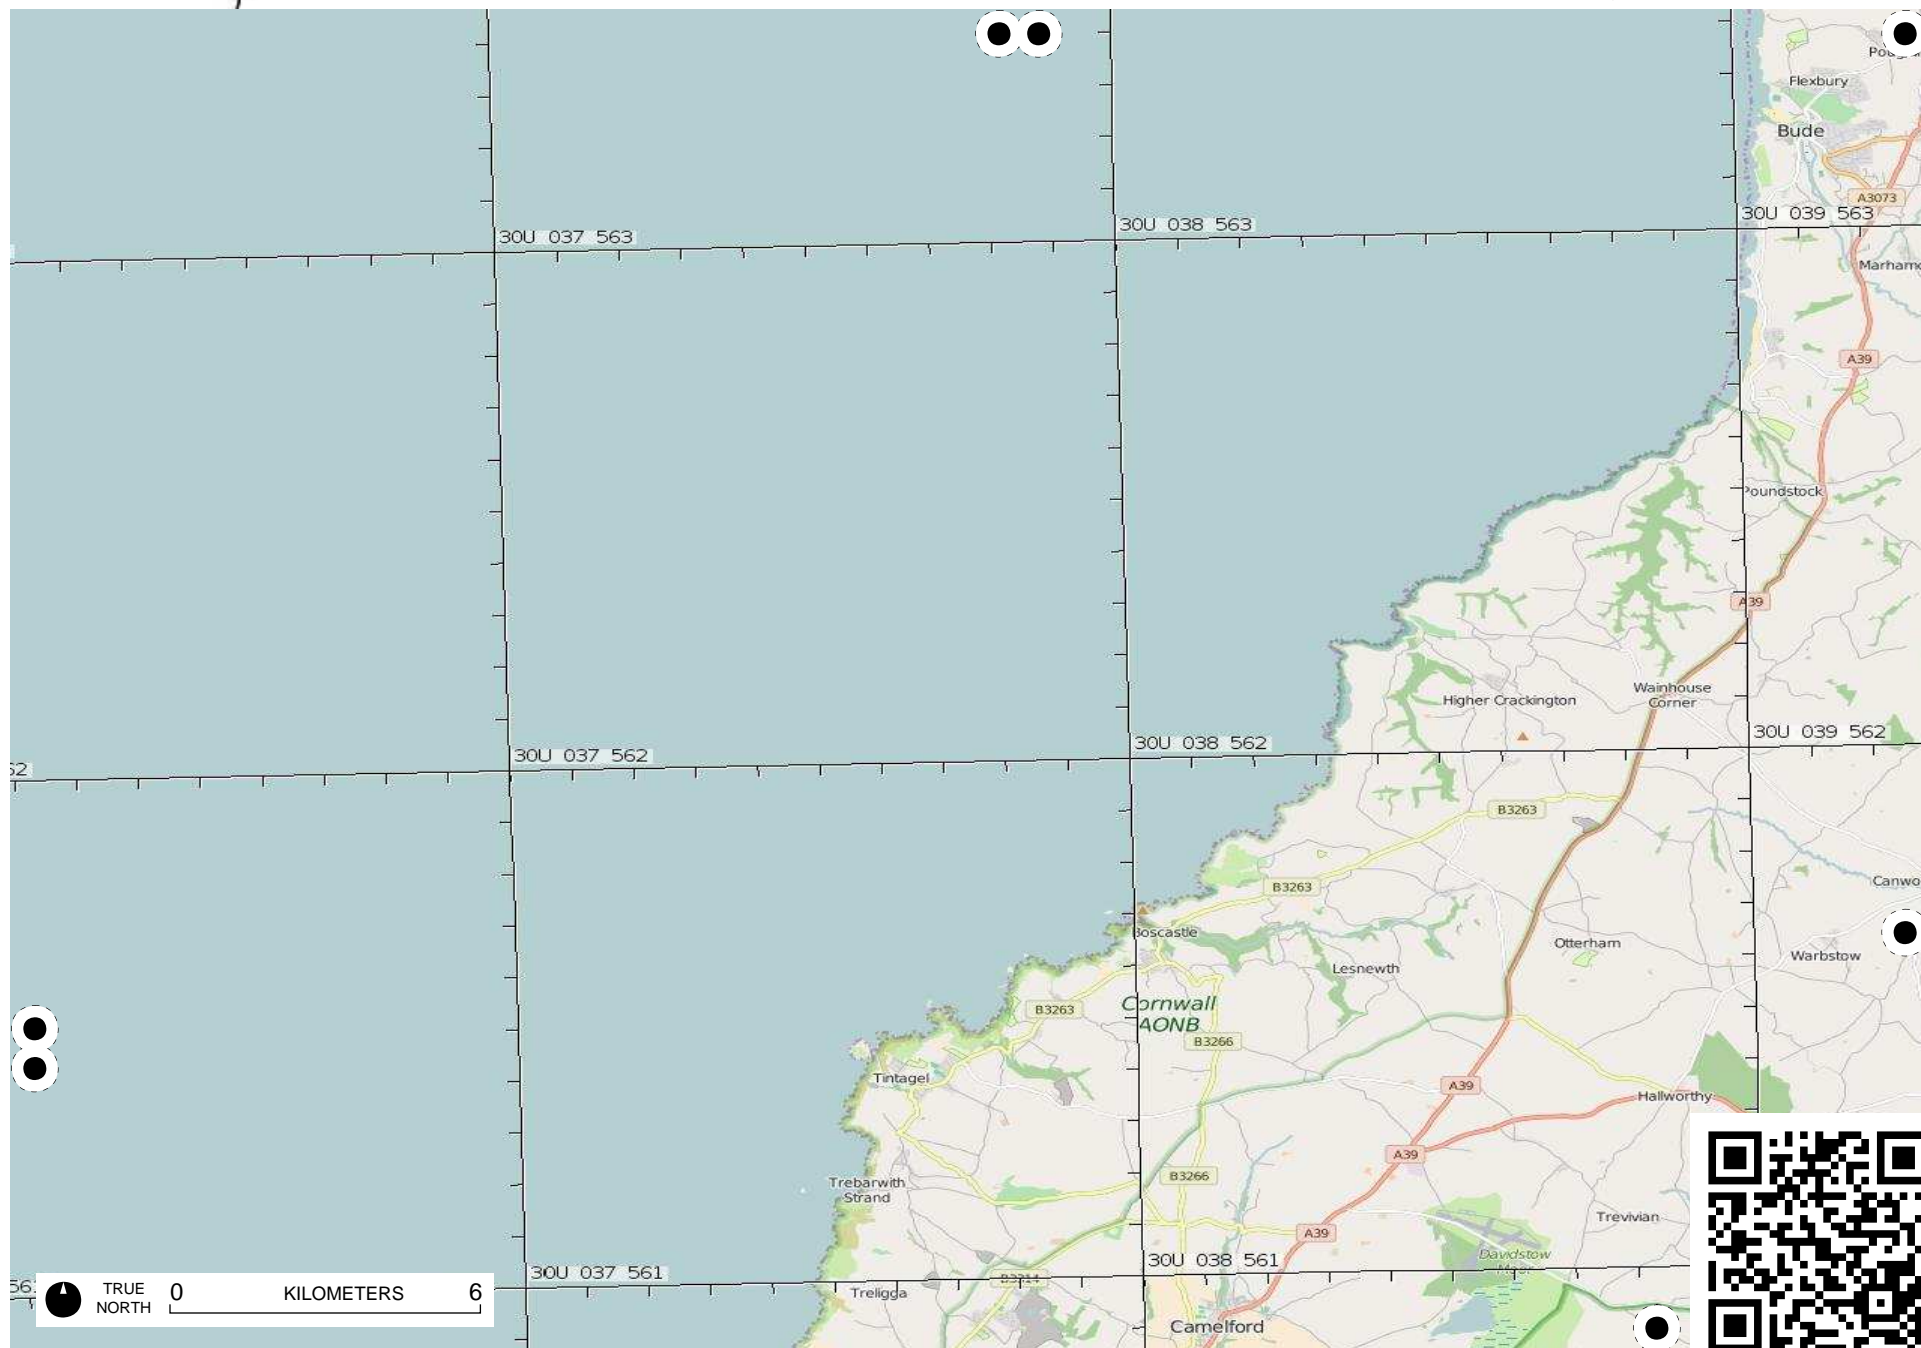 Flexbury
Bude
A3073
30U 037 563
30U 038 563
30U 039 563
A39
Poundstock
A39
Higher Crackington
Wainhouse
Corner
30U 037 562
30U 038 562
30U 039 562
B3263
B3263
Boscastle
Otterham
Lesnewth
Warbstow
Cornwall
AONB
B3263
B3266
Tintagel
A39
Hallworthy
A39
B3266
Trebarwith
Strand
Trevivian
A39
Davidstow
Moor
30U 037 561
30U 038 561
B3314
Treligga
Camelford
TRUE
NORTH
0 KILOMETERS 6